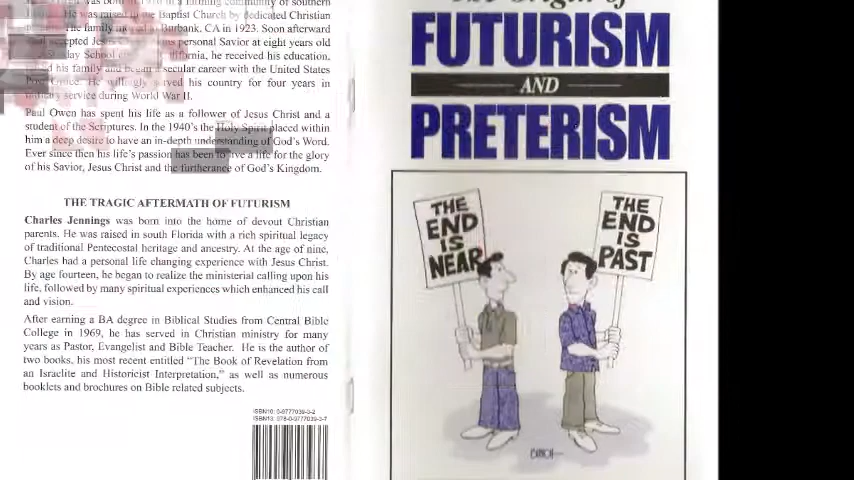 He was raised in the Baptist Church by dedicated Christian
The family moved to Burbank, CA in 1923. Soon afterward
accepted Jesus personal Savior at eight years old
School he received his education.
his family and began a secular career with the United States
He willingly served his country for four years in
military service during World War II.
Paul Owen has spent his life as a follower of Jesus Christ and a
student of the Scriptures. In the 1940's the Holy Spirit placed within
him a deep desire to have an in-depth understanding of God's Word.
Ever since then his life's passion has been to live a life for the glory
of his Savior, Jesus Christ and the furtherance of God's Kingdom.
THE TRAGIC AFTERMATH OF FUTURISM
Charles Jennings was born into the home of devout Christian
parents. He was raised in south Florida with a rich spiritual legacy
of traditional Pentecostal heritage and ancestry. At the age of nine,
Charles had a personal life changing experience with Jesus Christ.
By age fourteen, he began to realize the ministerial calling upon his
life, followed by many spiritual experiences which enhanced his call
and vision.
After earning a BA degree in Biblical Studies from Central Bible
College in 1969, he has served in Christian ministry for many
years as Pastor, Evangelist and Bible Teacher. He is the author of
two books, his most recent entitled "The Book of Revelation from
an Israelite and Historicist Interpretation," as well as numerous
booklets and brochures on Bible related subjects.
ISBN10: 0-9777039-3-2
ISBN13: 978-0-9777039-3-7
The Origin of
FUTURISM
AND
PRETERISM
THE
END
IS
NEAR
THE
END
IS
PAST